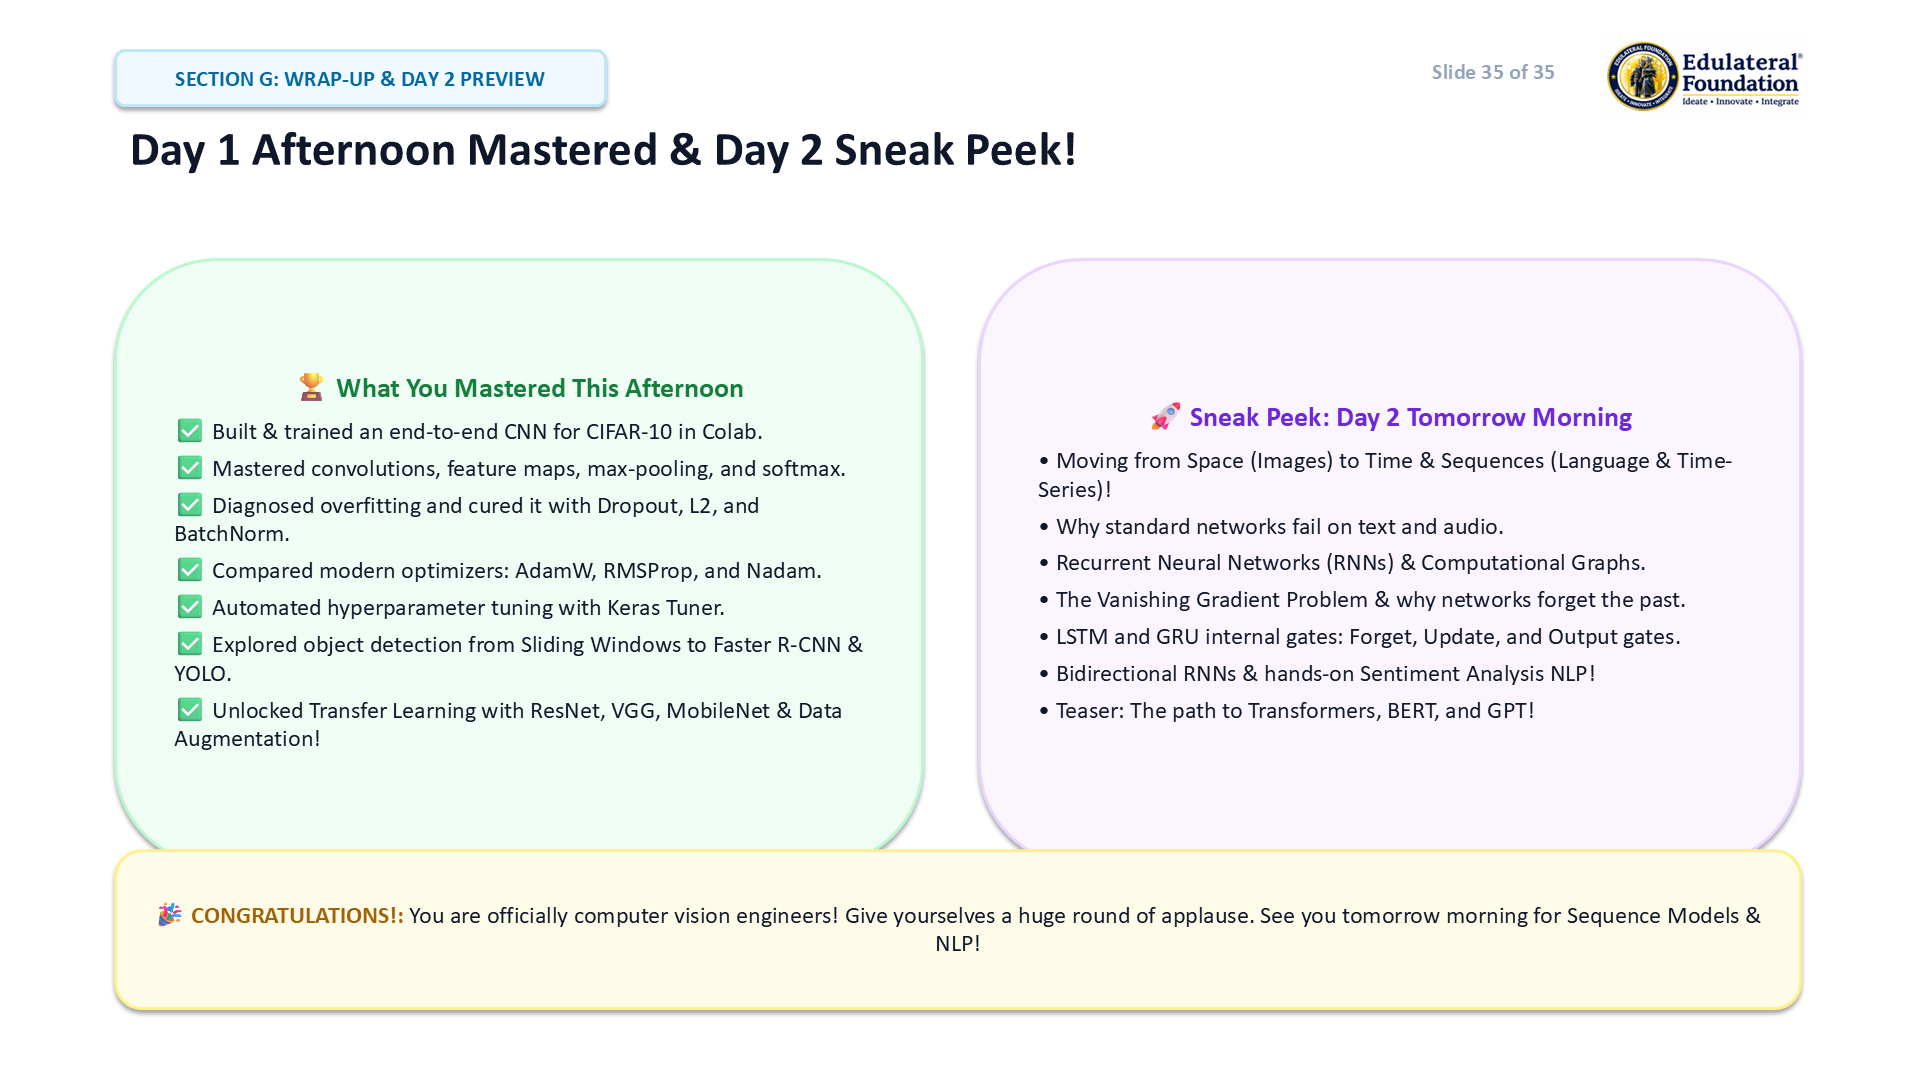 SECTION G: WRAP-UP & DAY 2 PREVIEW
Slide 35 of 35
EDULATERAL FOUNDATION
IDEATE • INNOVATE • INTEGRATE
Edulateral®
Foundation
Ideate • Innovate • Integrate
Day 1 Afternoon Mastered & Day 2 Sneak Peek!
🏆 What You Mastered This Afternoon
✅ Built & trained an end-to-end CNN for CIFAR-10 in Colab.
✅ Mastered convolutions, feature maps, max-pooling, and softmax.
✅ Diagnosed overfitting and cured it with Dropout, L2, and
BatchNorm.
✅ Compared modern optimizers: AdamW, RMSProp, and Nadam.
✅ Automated hyperparameter tuning with Keras Tuner.
✅ Explored object detection from Sliding Windows to Faster R-CNN &
YOLO.
✅ Unlocked Transfer Learning with ResNet, VGG, MobileNet & Data
Augmentation!
🚀 Sneak Peek: Day 2 Tomorrow Morning
• Moving from Space (Images) to Time & Sequences (Language & Time-
Series)!
• Why standard networks fail on text and audio.
• Recurrent Neural Networks (RNNs) & Computational Graphs.
• The Vanishing Gradient Problem & why networks forget the past.
• LSTM and GRU internal gates: Forget, Update, and Output gates.
• Bidirectional RNNs & hands-on Sentiment Analysis NLP!
• Teaser: The path to Transformers, BERT, and GPT!
🎉 CONGRATULATIONS!: You are officially computer vision engineers! Give yourselves a huge round of applause. See you tomorrow morning for Sequence Models &
NLP!